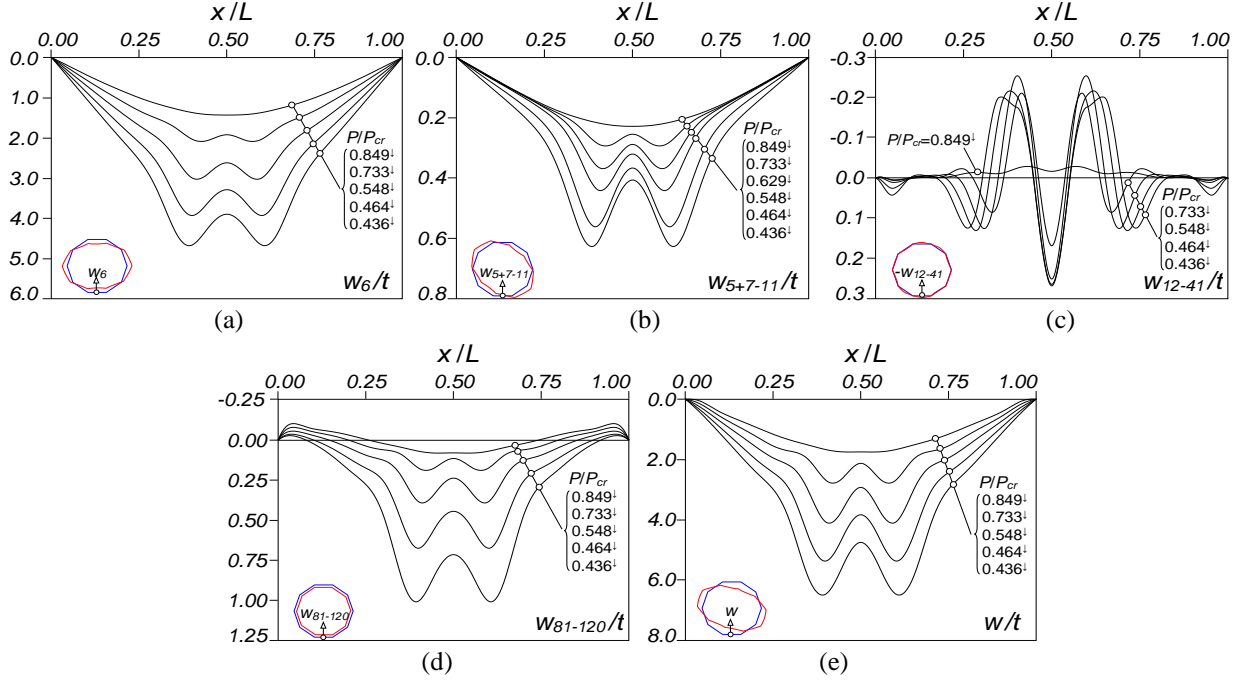 x/L
0.00 0.25 0.50 0.75 1.00
0.0
1.0
2.0
3.0
4.0
5.0
6.0
P/Pcr
0.849↓
0.733↓
0.548↓
0.464↓
0.436↓
w6
w6/t
(a)
x/L
0.00 0.25 0.50 0.75 1.00
0.0
0.2
0.4
0.6
0.8
P/Pcr
0.849↓
0.733↓
0.629↓
0.548↓
0.464↓
0.436↓
w5+7-11
w5+7-11/t
(b)
x/L
0.00 0.25 0.50 0.75 1.00
-0.3
-0.2
-0.1
0.0
0.1
0.2
0.3
P/Pcr=0.849↓
P/Pcr
0.733↓
0.548↓
0.464↓
0.436↓
-w12-41
w12-41/t
(c)
x/L
0.00 0.25 0.50 0.75 1.00
-0.25
0.00
0.25
0.50
0.75
1.00
1.25
P/Pcr
0.849↓
0.733↓
0.548↓
0.464↓
0.436↓
w81-120
w81-120/t
(d)
x/L
0.00 0.25 0.50 0.75 1.00
0.0
2.0
4.0
6.0
8.0
P/Pcr
0.849↓
0.733↓
0.548↓
0.464↓
0.436↓
w
w/t
(e)